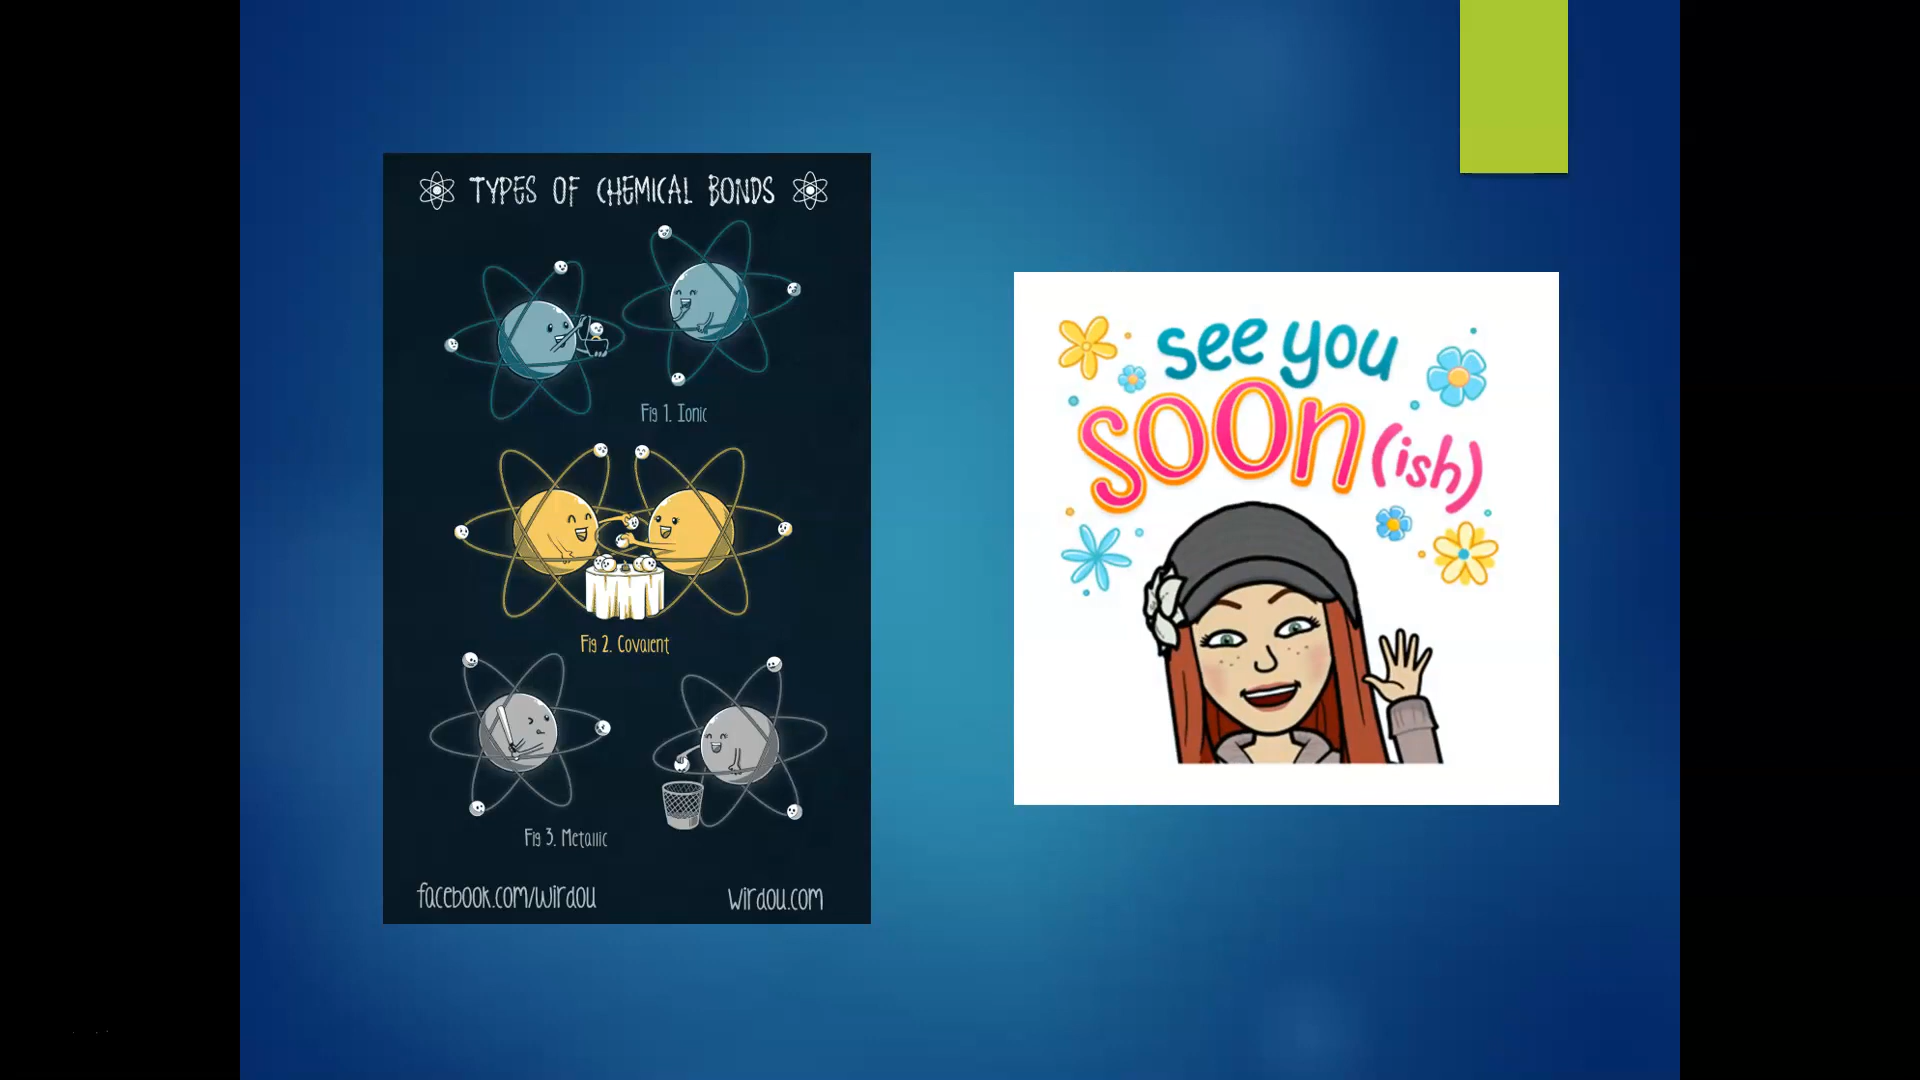 TYPES OF CHEMICAL BONDS
Fig 1. Ionic
Fig 2. Covalent
Fig 3. Metallic
facebook.com/wirdou
wirdou.com
see you
soon (ish)